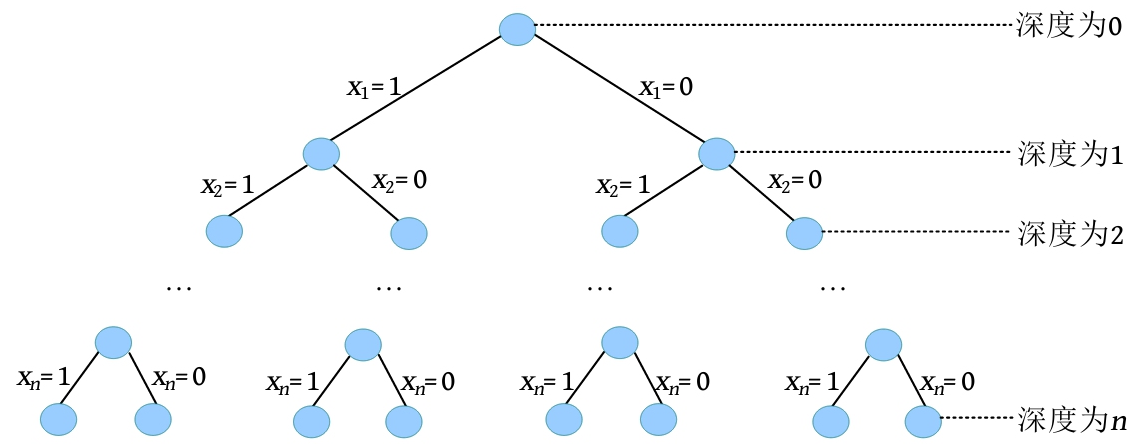 深度为0
x₁=1 x₁=0
深度为1
x₂=1 x₂=0 x₂=1 x₂=0
深度为2
… … … …
xₙ=1 xₙ=0 xₙ=1 xₙ=0 xₙ=1 xₙ=0 xₙ=1 xₙ=0
深度为n